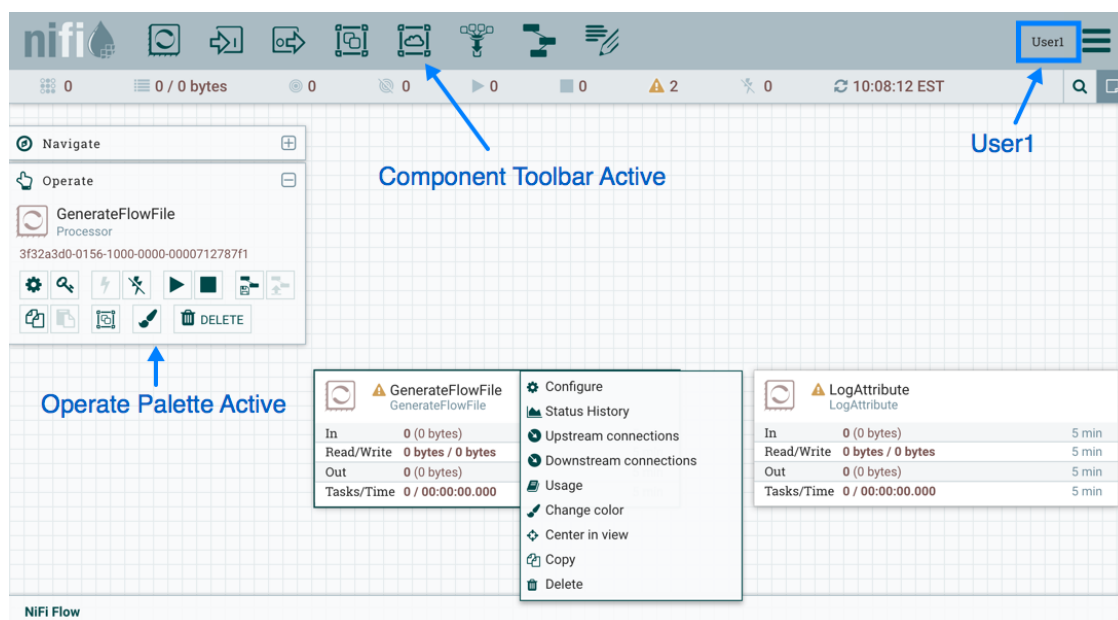 nifi
User1
0
0 / 0 bytes
0
0
0
0
2
0
10:08:12 EST
User1
Component Toolbar Active
Navigate
Operate
GenerateFlowFile
Processor
3f32a3d0-0156-1000-0000-0000712787f1
DELETE
Operate Palette Active
GenerateFlowFile
GenerateFlowFile
In 0 (0 bytes)
Read/Write 0 bytes / 0 bytes
Out 0 (0 bytes)
Tasks/Time 0 / 00:00:00.000
Configure
Status History
Upstream connections
Downstream connections
Usage
Change color
Center in view
Copy
Delete
LogAttribute
LogAttribute
In 0 (0 bytes) 5 min
Read/Write 0 bytes / 0 bytes 5 min
Out 0 (0 bytes) 5 min
Tasks/Time 0 / 00:00:00.000 5 min
NiFi Flow